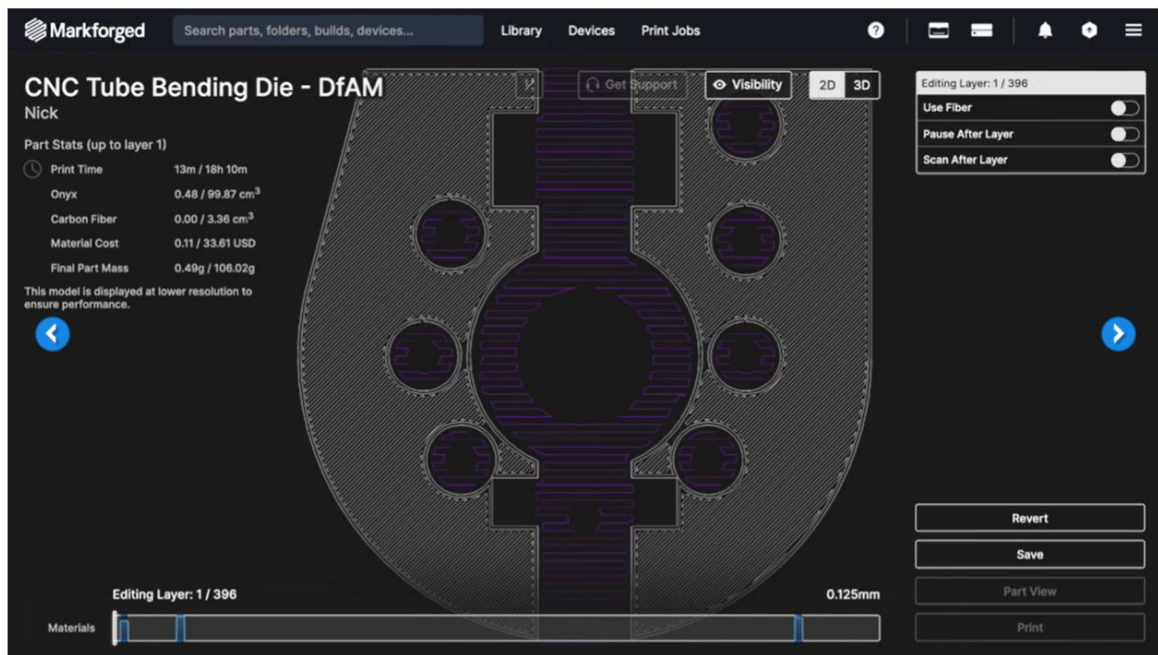 Markforged
Search parts, folders, builds, devices...
Library
Devices
Print Jobs
?
CNC Tube Bending Die - DfAM
Nick
Get Support
Visibility
2D
3D
Part Stats (up to layer 1)
Print Time 13m / 18h 10m
Onyx 0.48 / 99.87 cm³
Carbon Fiber 0.00 / 3.36 cm³
Material Cost 0.11 / 33.61 USD
Final Part Mass 0.49g / 106.02g
This model is displayed at lower resolution to
ensure performance.
Editing Layer: 1 / 396
Use Fiber
Pause After Layer
Scan After Layer
Revert
Save
Part View
Print
Editing Layer: 1 / 396
0.125mm
Materials